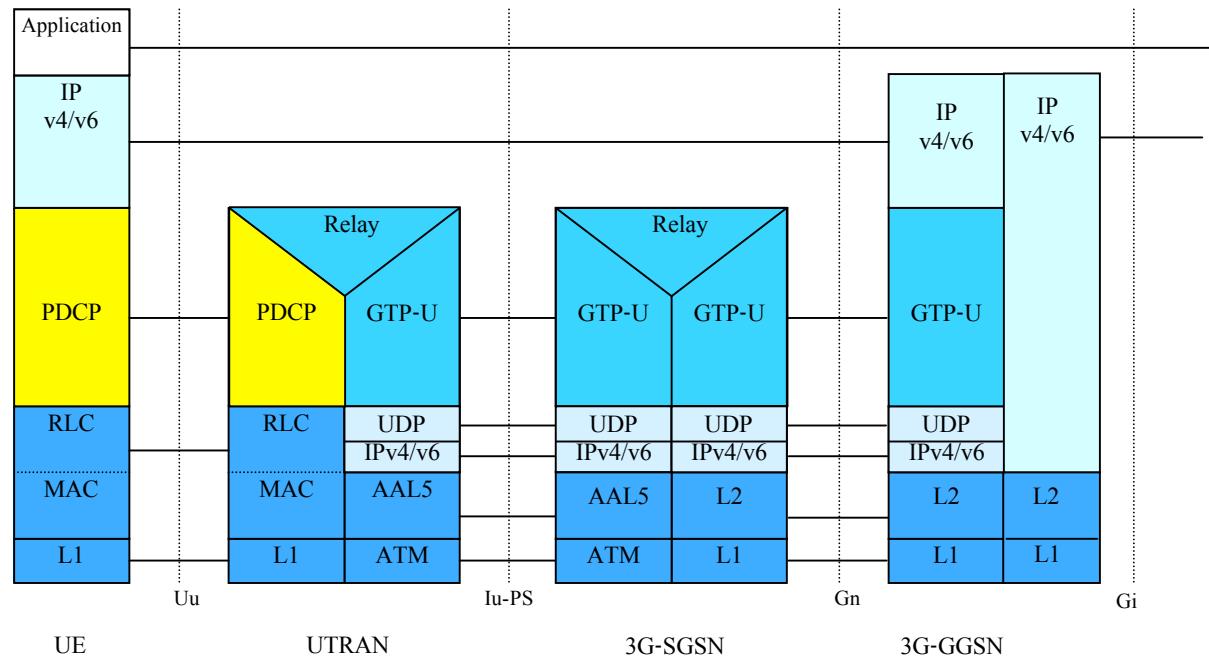 Application
IP
v4/v6
IP
v4/v6
IP
v4/v6
Relay
Relay
PDCP
PDCP
GTP-U
GTP-U
GTP-U
GTP-U
RLC
RLC
UDP
UDP
UDP
UDP
IPv4/v6
IPv4/v6
IPv4/v6
IPv4/v6
MAC
MAC
AAL5
AAL5
L2
L2
L2
L1
L1
ATM
ATM
L1
L1
L1
Uu
Iu-PS
Gn
Gi
UE
UTRAN
3G-SGSN
3G-GGSN